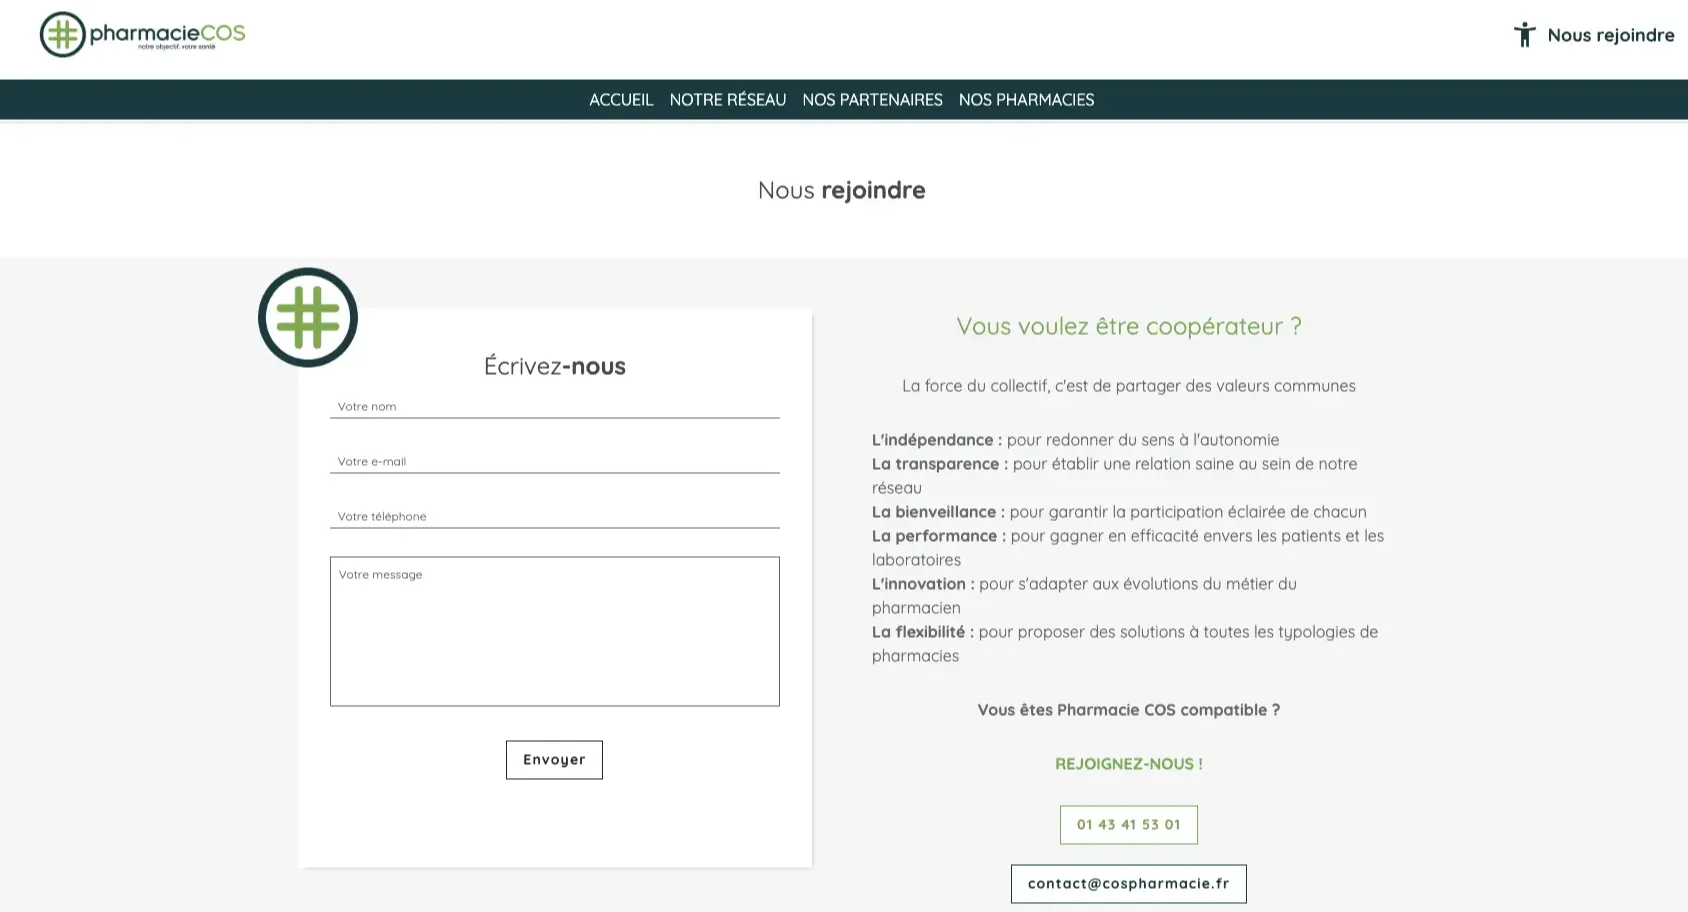 pharmacieCOS
notre objectif, votre santé
Nous rejoindre
ACCUEIL NOTRE RÉSEAU NOS PARTENAIRES NOS PHARMACIES
Nous rejoindre
Écrivez-nous
Votre nom
Votre e-mail
Votre téléphone
Votre message
Envoyer
Vous voulez être coopérateur ?
La force du collectif, c'est de partager des valeurs communes
L'indépendance : pour redonner du sens à l'autonomie
La transparence : pour établir une relation saine au sein de notre
réseau
La bienveillance : pour garantir la participation éclairée de chacun
La performance : pour gagner en efficacité envers les patients et les
laboratoires
L'innovation : pour s'adapter aux évolutions du métier du
pharmacien
La flexibilité : pour proposer des solutions à toutes les typologies de
pharmacies
Vous êtes Pharmacie COS compatible ?
REJOIGNEZ-NOUS !
01 43 41 53 01
contact@cospharmacie.fr